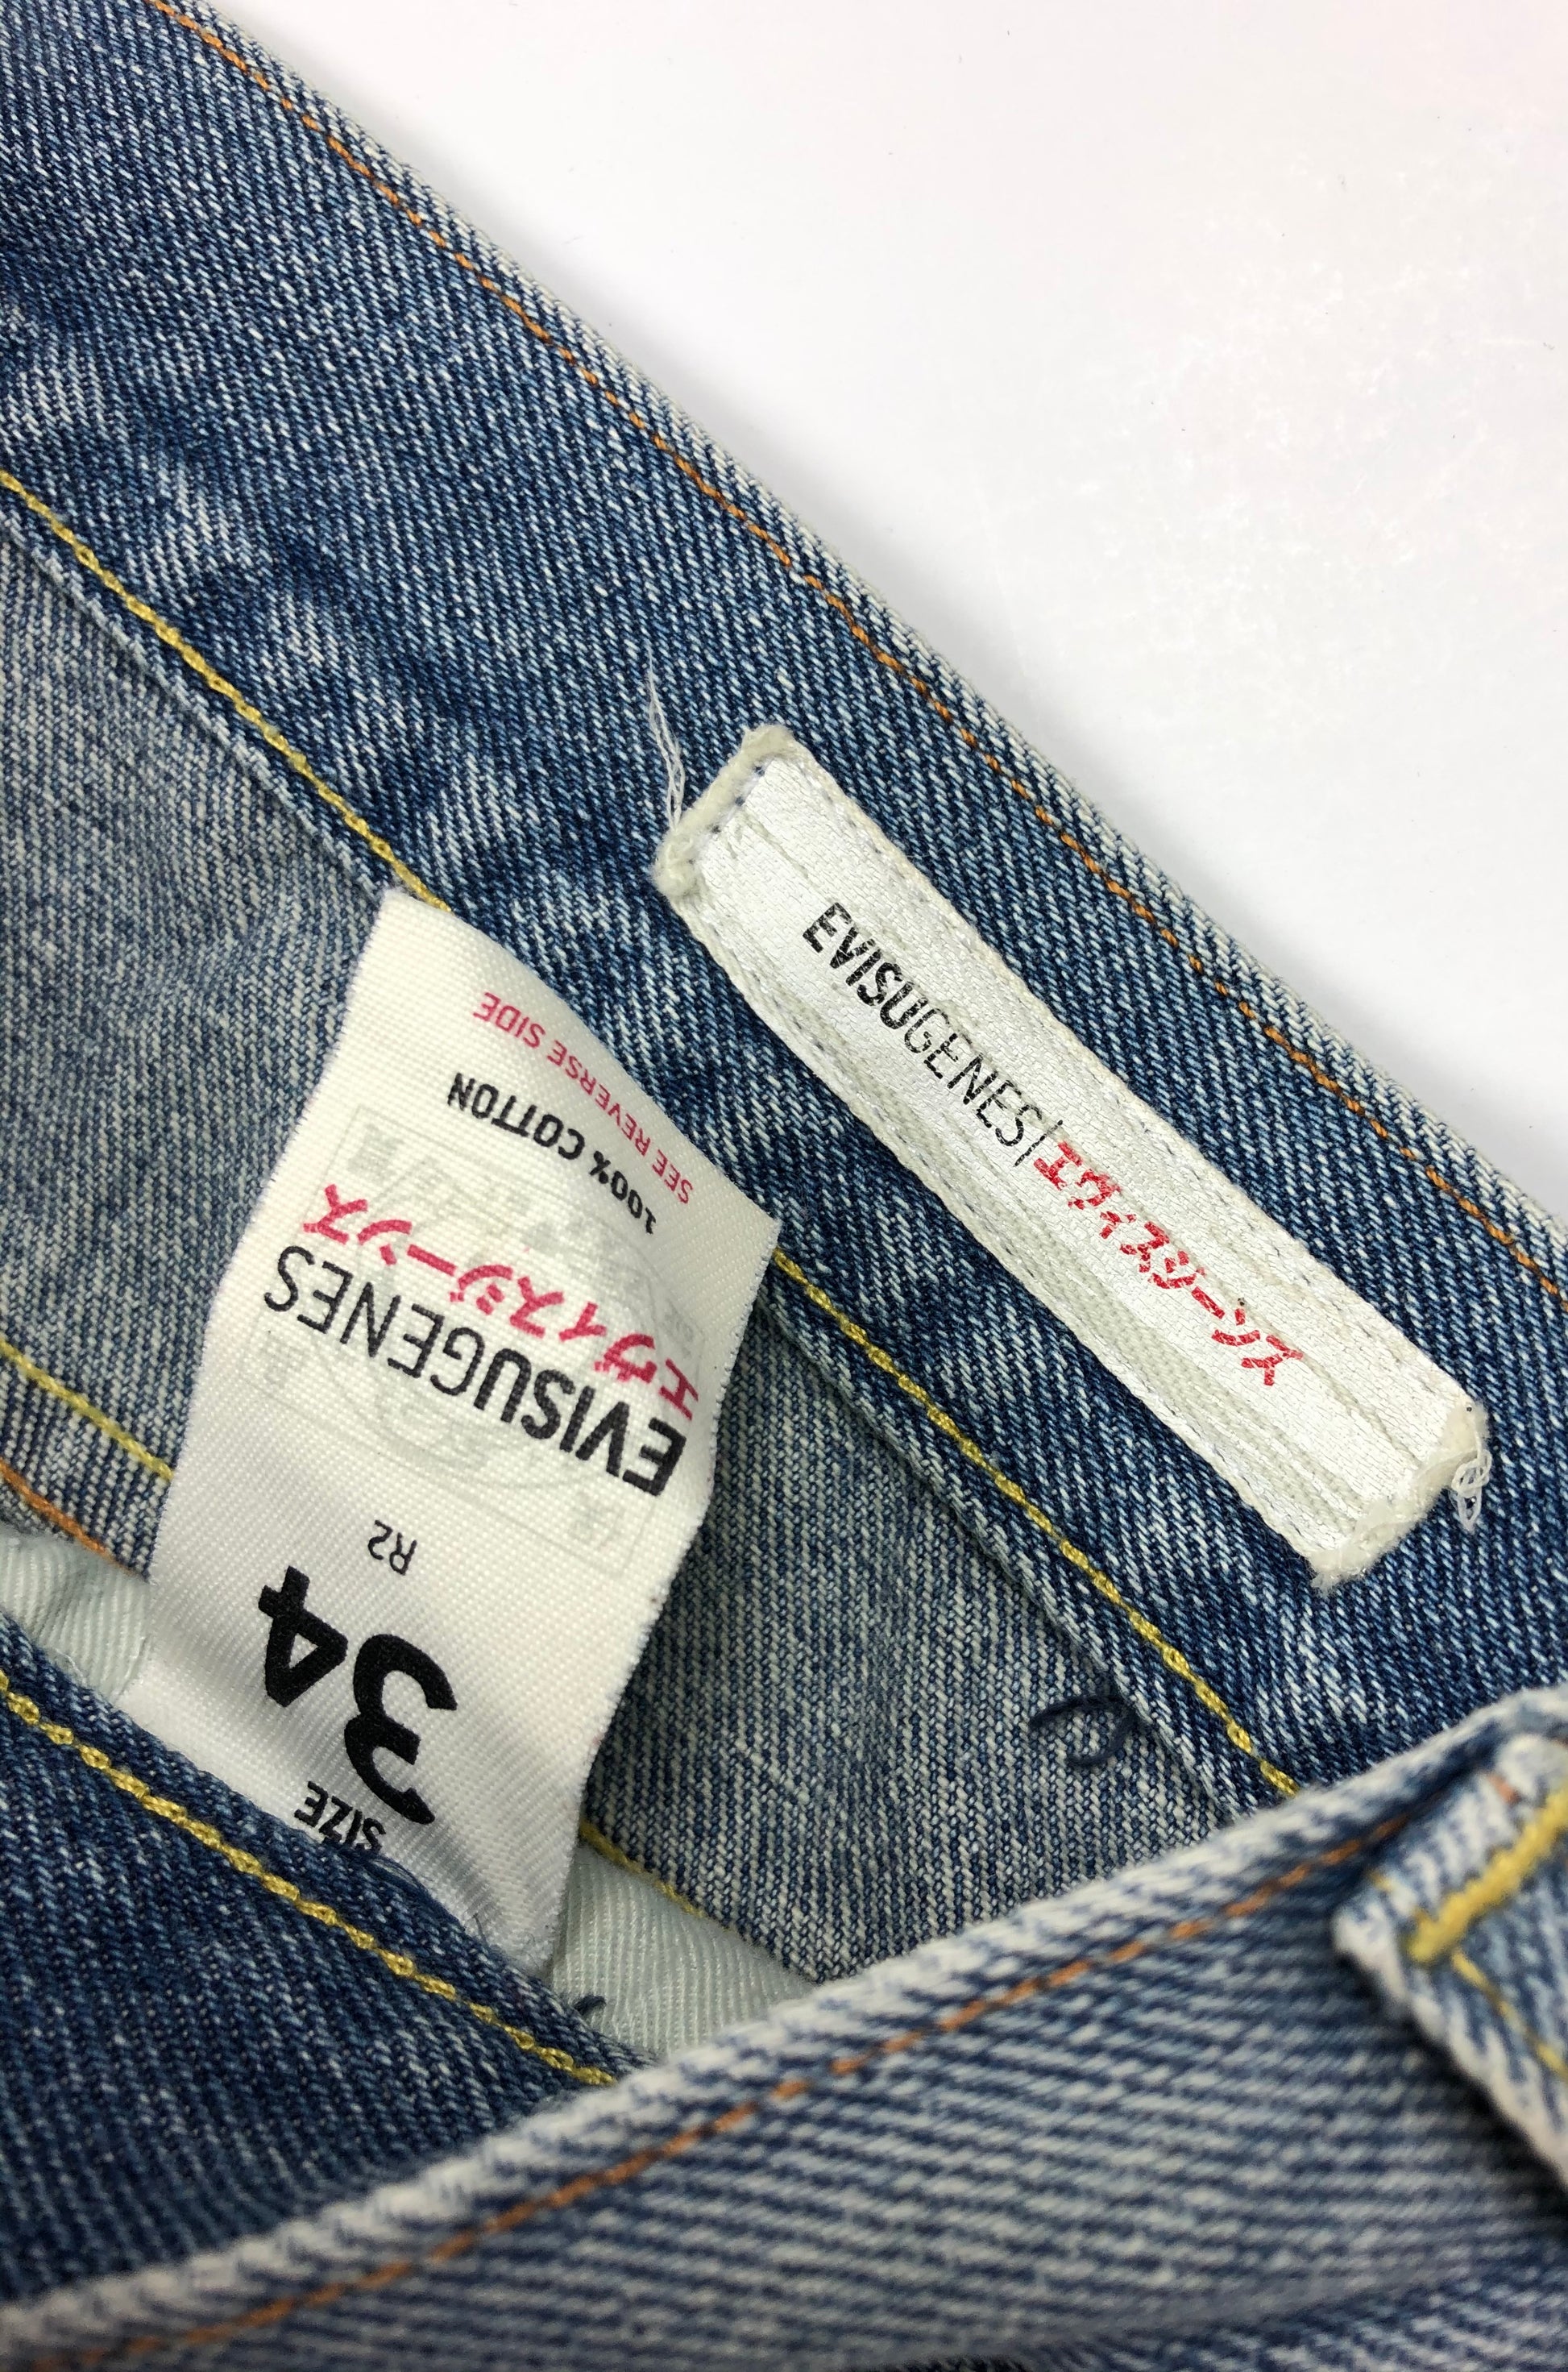 EVISUGENES|エヴィスジーンズ
SIZE
34
R2
EVISUGENES
エヴィスジーンズ
100% COTTON
SEE REVERSE SIDE